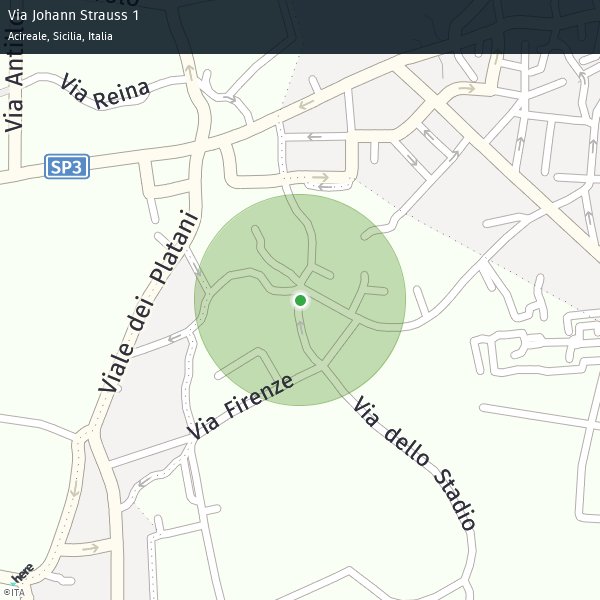 Via Johann Strauss 1
Acireale, Sicilia, Italia
Via Antillo
Via Reina
SP3
Viale dei Platani
Via Firenze
Via dello Stadio
here
©ITA